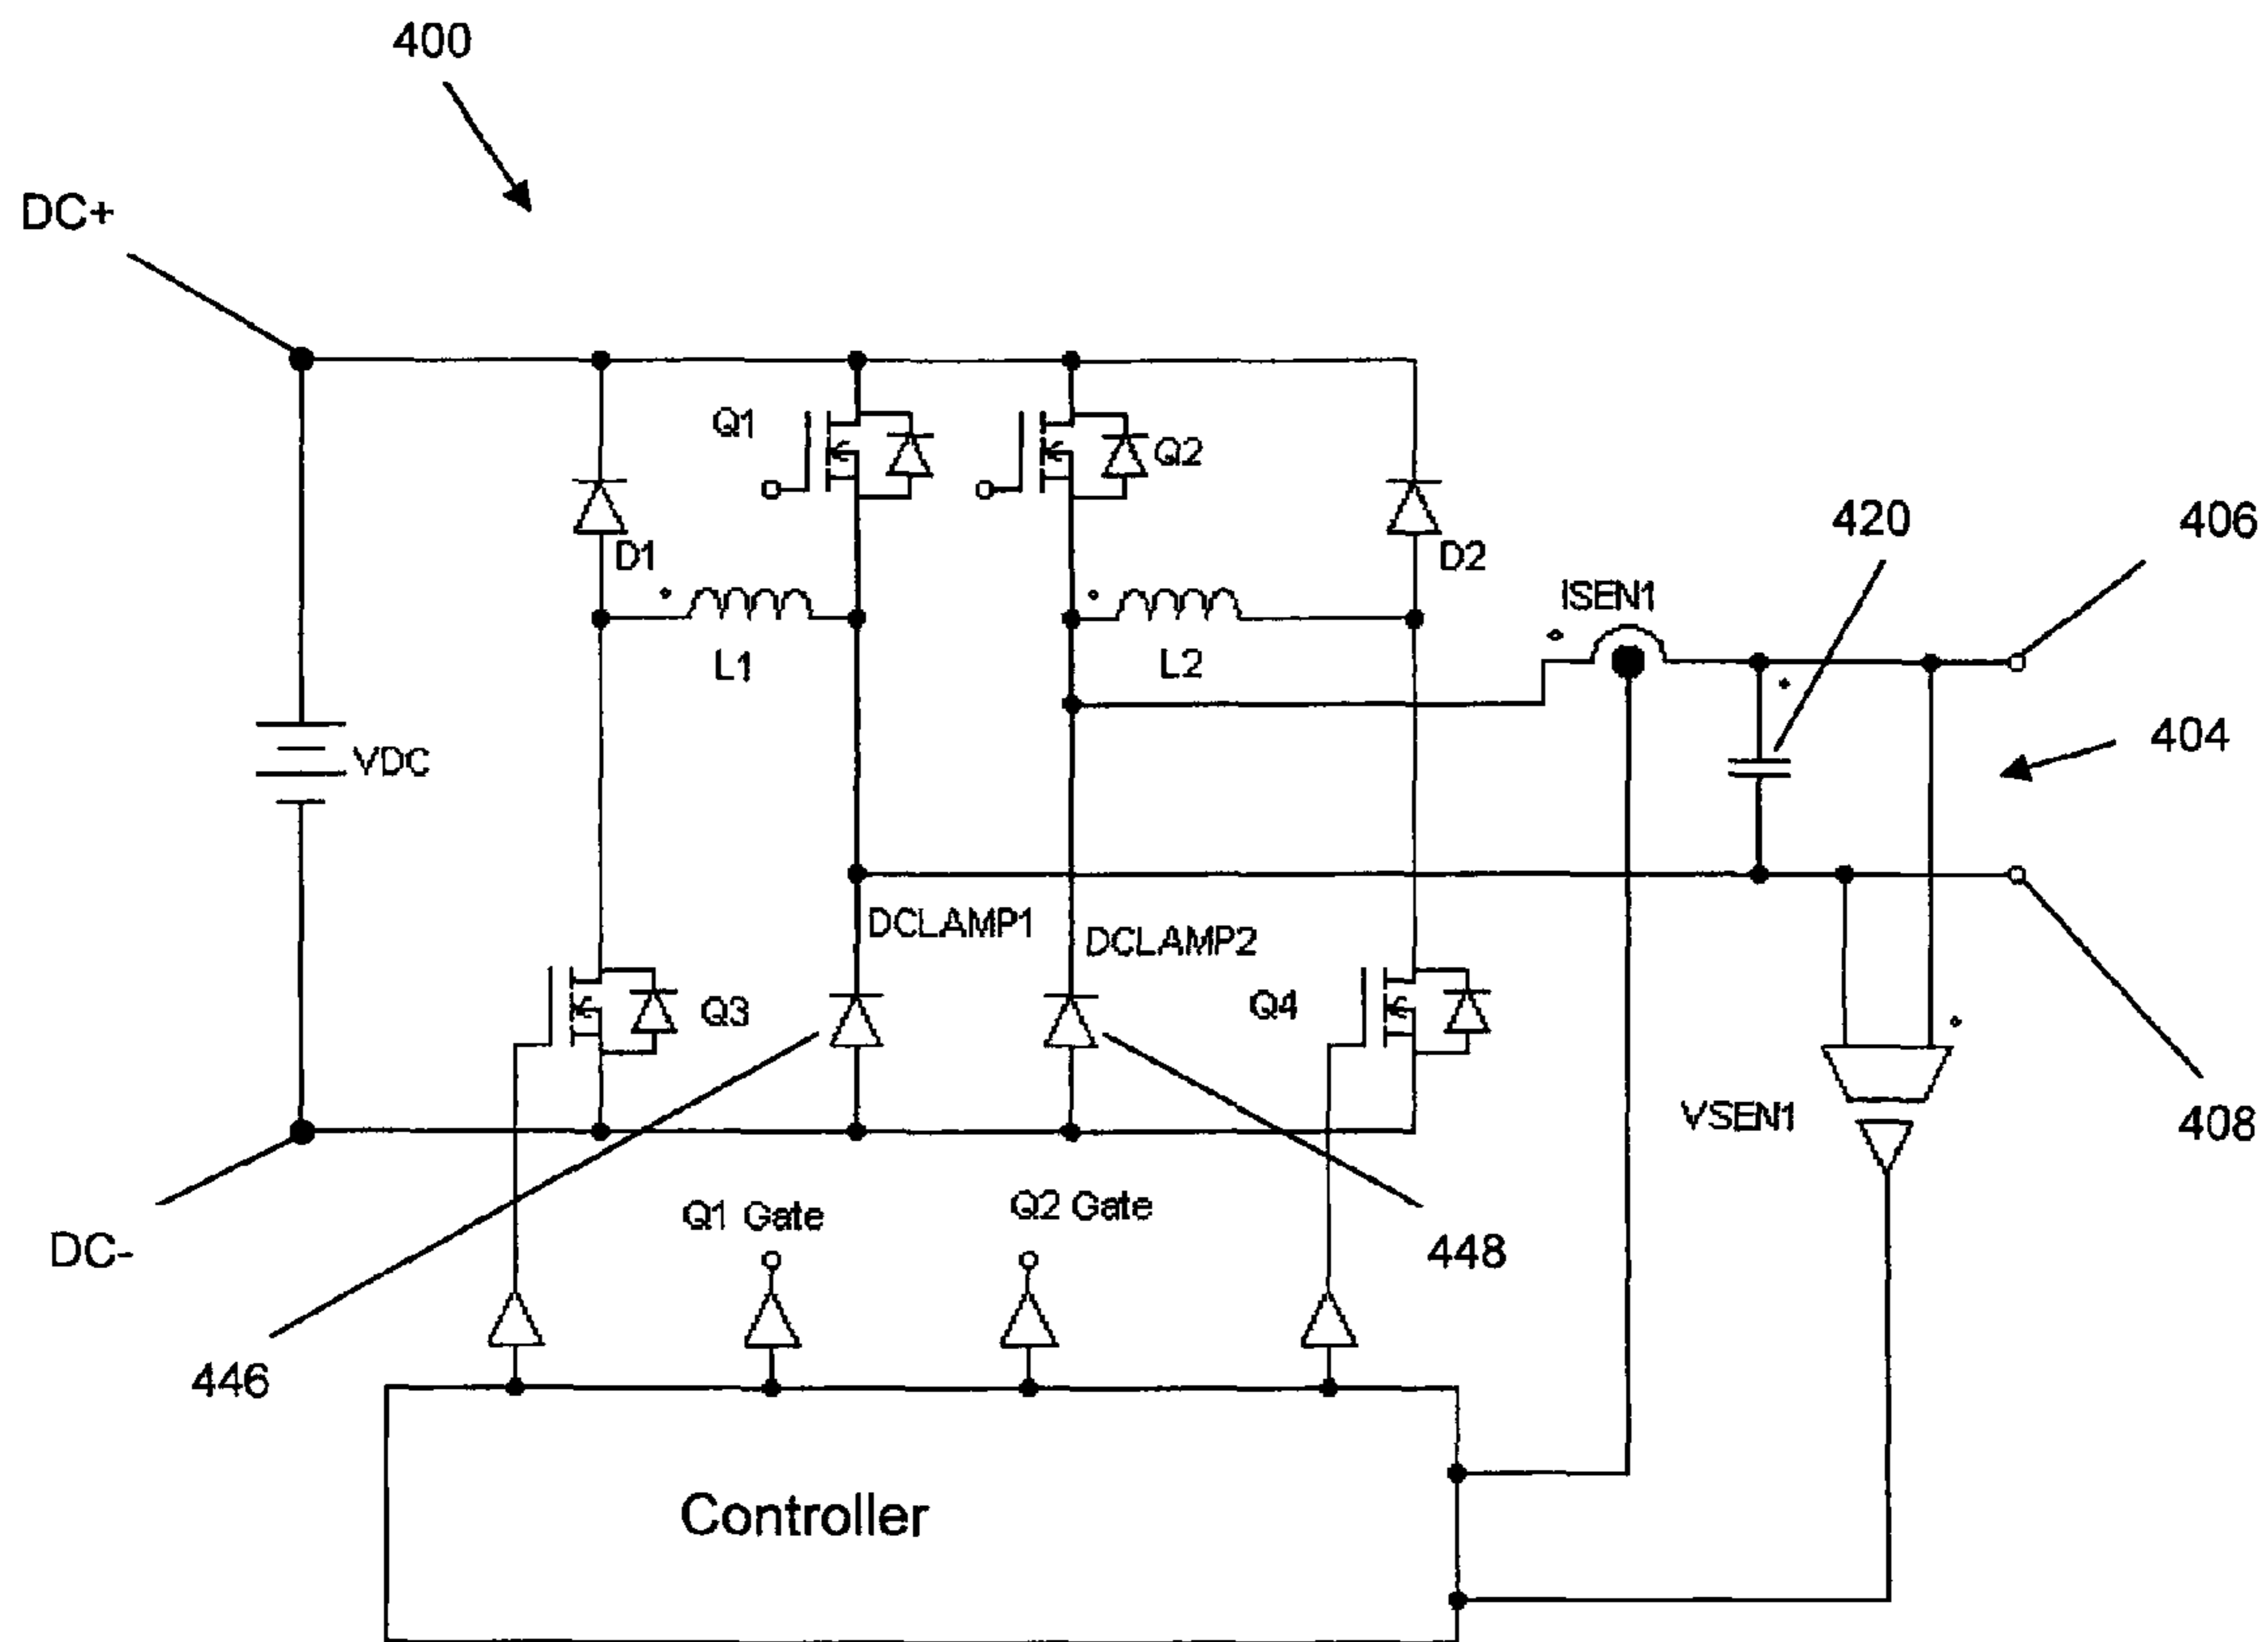 400
DC+
Q1
Q2
420
406
D1
D2
ISEN1
L1
L2
404
VDC
DCLAMP1
DCLAMP2
Q3
Q4
VSEN1
408
Q1 Gate
Q2 Gate
DC-
448
446
Controller